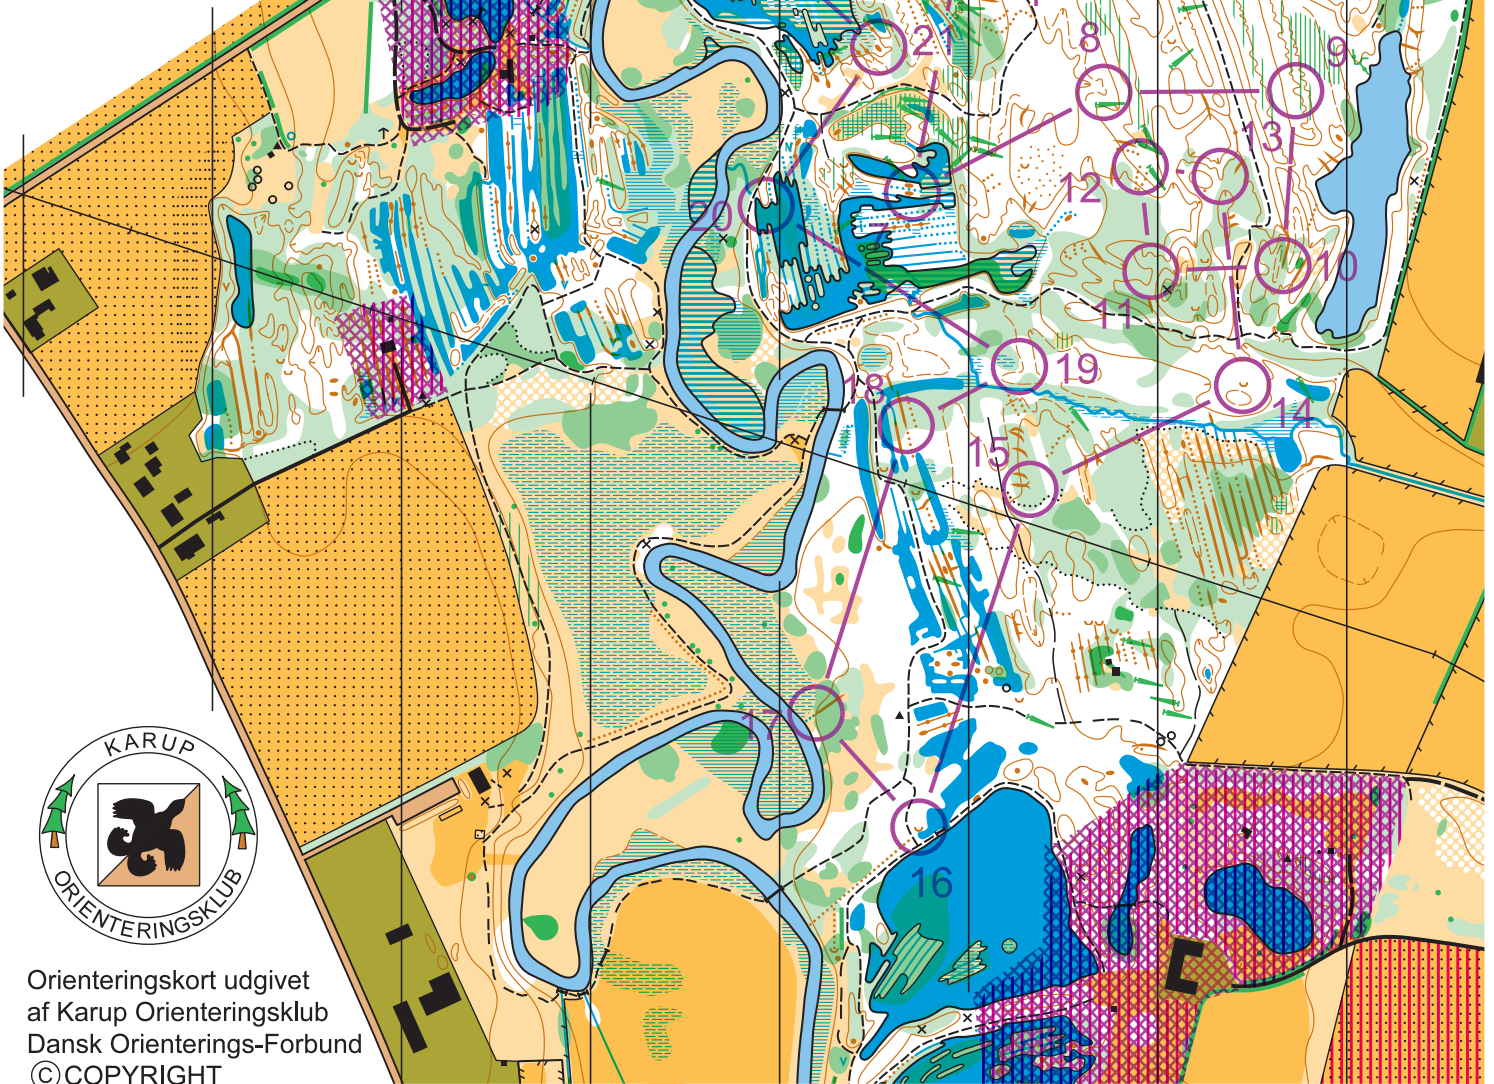 21
8
9
13
12
20
7
10
11
19
18
14
15
17
16
KARUP
ORIENTERINGSKLUB
Orienteringskort udgivet
af Karup Orienteringsklub
Dansk Orienterings-Forbund
© COPYRIGHT